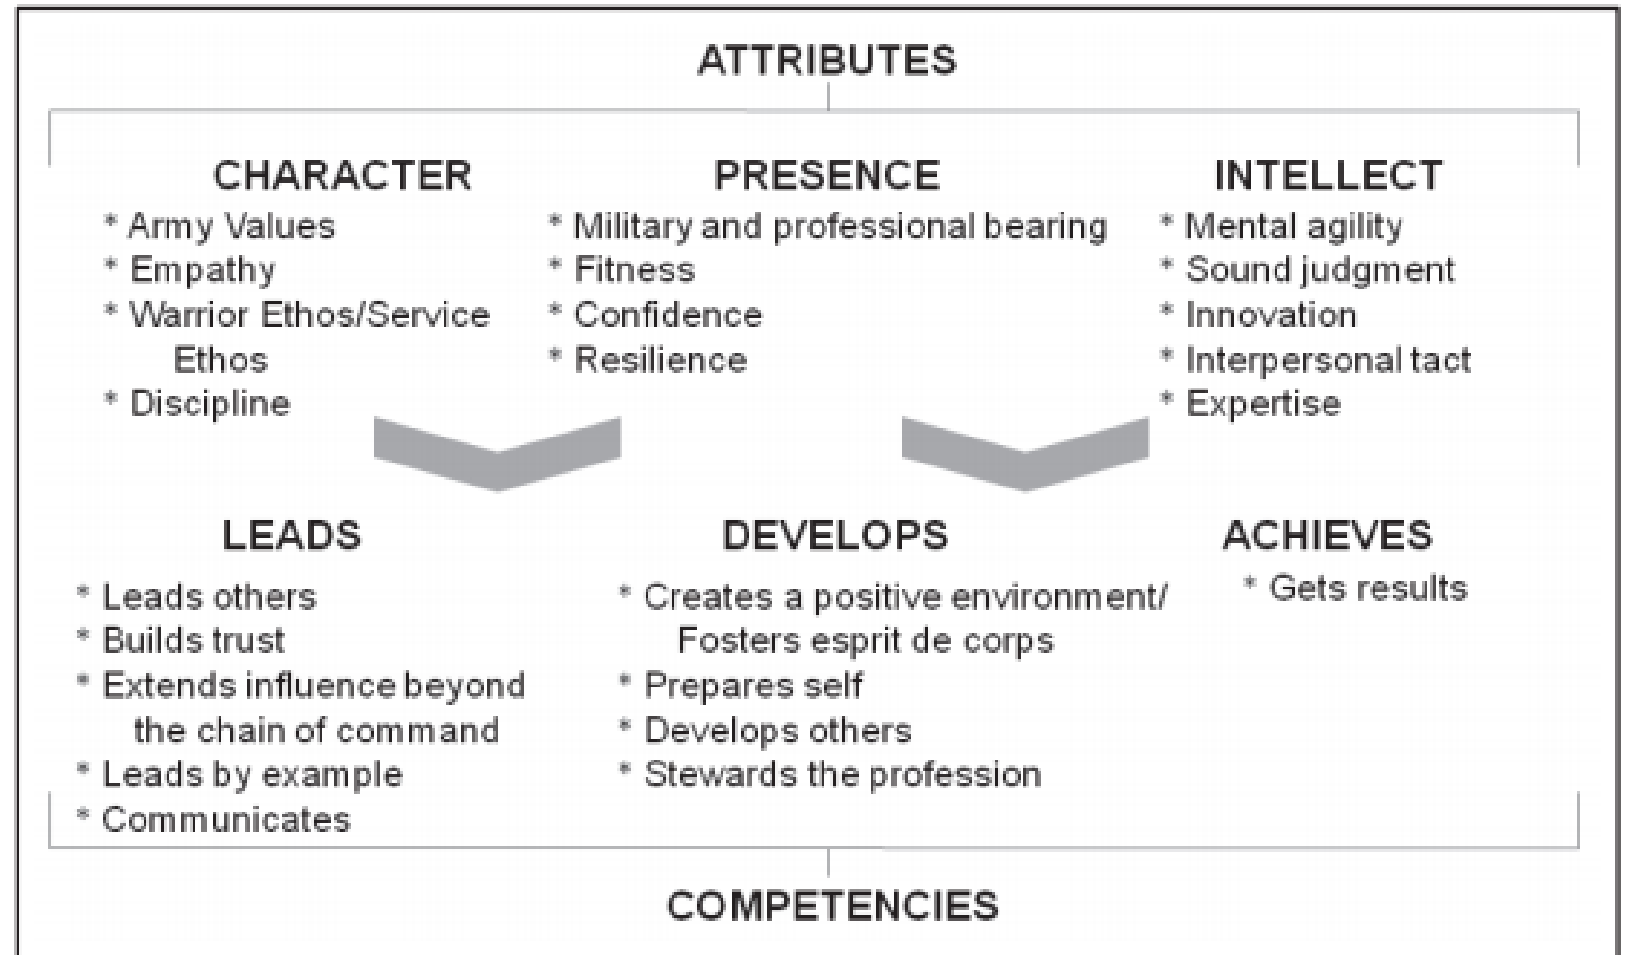 ATTRIBUTES
CHARACTER
* Army Values
* Empathy
* Warrior Ethos/Service
Ethos
* Discipline
PRESENCE
* Military and professional bearing
* Fitness
* Confidence
* Resilience
INTELLECT
* Mental agility
* Sound judgment
* Innovation
* Interpersonal tact
* Expertise
LEADS
* Leads others
* Builds trust
* Extends influence beyond
the chain of command
* Leads by example
* Communicates
DEVELOPS
* Creates a positive environment/
Fosters esprit de corps
* Prepares self
* Develops others
* Stewards the profession
ACHIEVES
* Gets results
COMPETENCIES